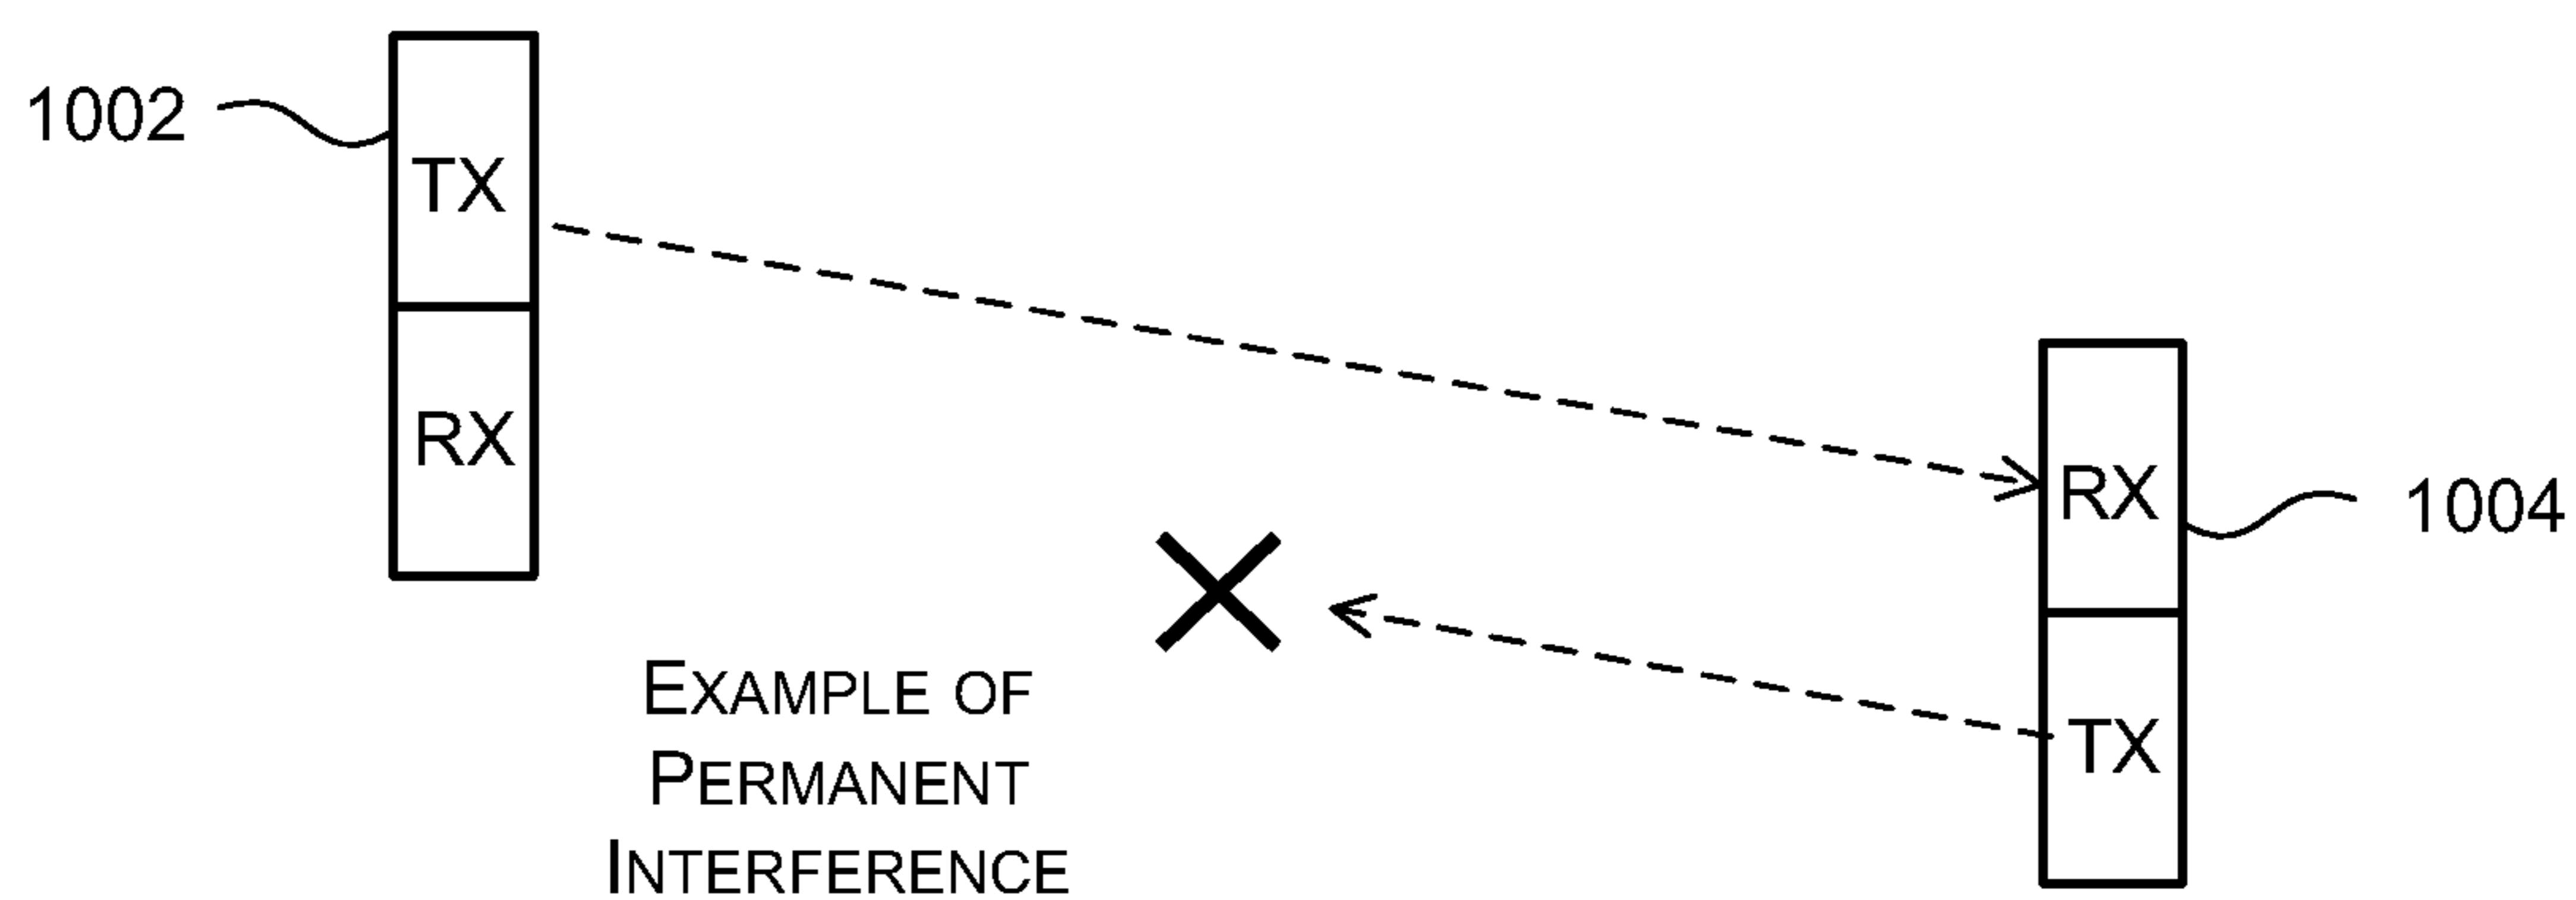 1002
TX
RX
RX
1004
TX
EXAMPLE OF
PERMANENT
INTERFERENCE